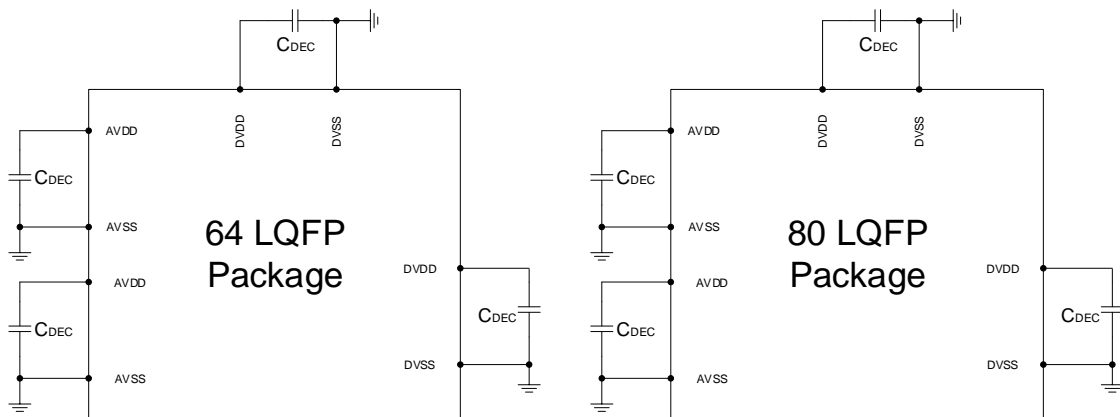 CDEC
AVDD
DVDD
DVSS
CDEC
AVSS
64 LQFP
Package
AVDD
DVDD
CDEC
CDEC
AVSS
DVSS
CDEC
AVDD
DVDD
DVSS
CDEC
AVSS
80 LQFP
Package
AVDD
DVDD
CDEC
CDEC
AVSS
DVSS